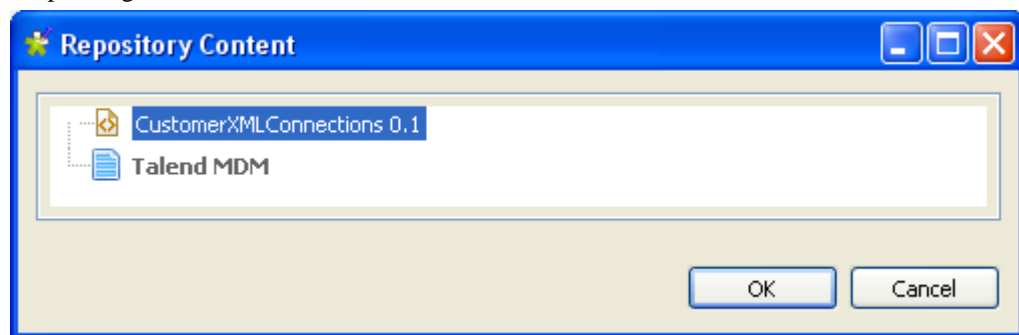 Repository Content
CustomerXMLConnections 0.1
Talend MDM
OK
Cancel